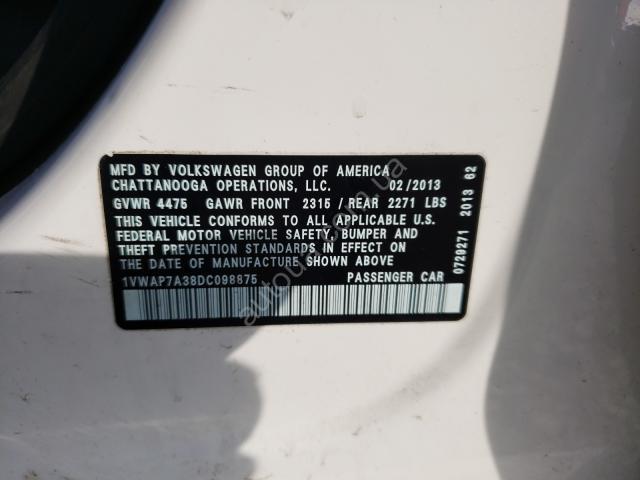 MFD BY VOLKSWAGEN GROUP OF AMERICA
CHATTANOOGA OPERATIONS, LLC. 02/2013
GVWR 4475 GAWR FRONT 2315 / REAR 2271 LBS
THIS VEHICLE CONFORMS TO ALL APPLICABLE U.S.
FEDERAL MOTOR VEHICLE SAFETY, BUMPER AND
THEFT PREVENTION STANDARDS IN EFFECT ON
THE DATE OF MANUFACTURE SHOWN ABOVE
1VWAP7A38DC098875 PASSENGER CAR
0729271 2013 62